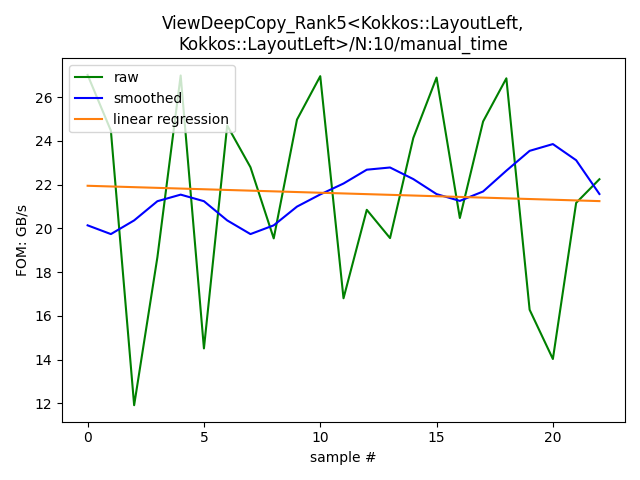 ViewDeepCopy_Rank5<Kokkos::LayoutLeft,
Kokkos::LayoutLeft>/N:10/manual_time
raw
smoothed
linear regression
FOM: GB/s
26
24
22
20
18
16
14
12
0
5
10
15
20
sample #